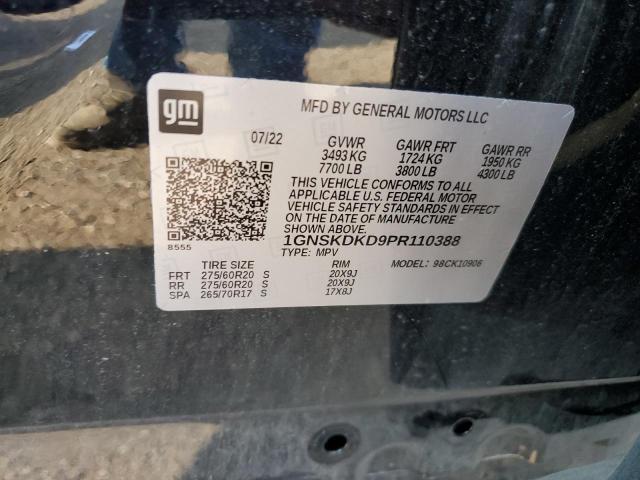 gm
MFD BY GENERAL MOTORS LLC
07/22 GVWR GAWR FRT GAWR RR
3493 KG 1724 KG 1950 KG
7700 LB 3800 LB 4300 LB
THIS VEHICLE CONFORMS TO ALL
APPLICABLE U.S. FEDERAL MOTOR
VEHICLE SAFETY STANDARDS IN EFFECT
ON THE DATE OF MANUFACTURE
SHOWN ABOVE.
1GNSKDKD9PR110388
8555
TYPE: MPV MODEL: 98CK10906
TIRE SIZE RIM
FRT 275/60R20 S 20X9J
RR 275/60R20 S 20X9J
SPA 265/70R17 S 17X8J